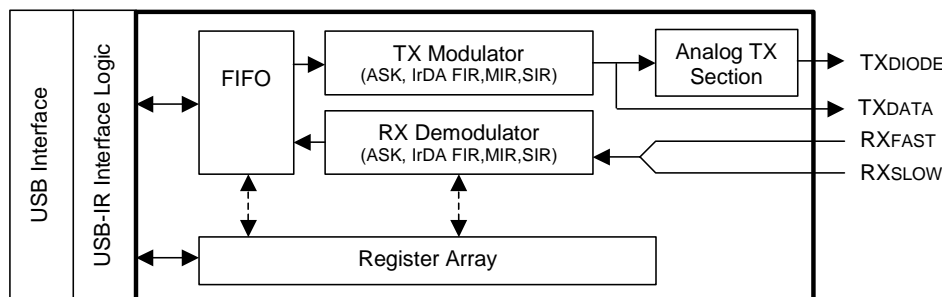 USB Interface
USB-IR Interface Logic
FIFO
TX Modulator
(ASK, IrDA FIR,MIR,SIR)
Analog TX
Section
TXDIODE
TXDATA
RX Demodulator
(ASK, IrDA FIR,MIR,SIR)
RXFAST
RXSLOW
Register Array